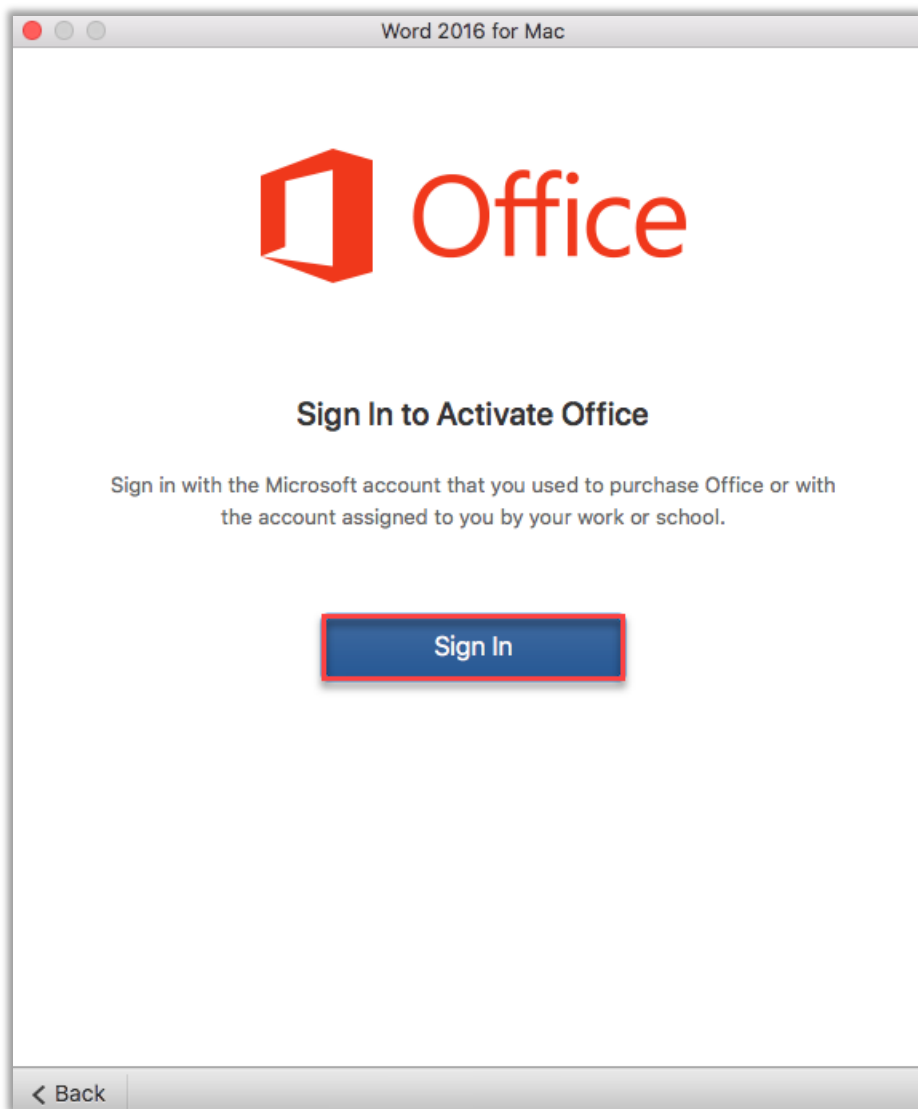 Word 2016 for Mac
Office
Sign In to Activate Office
Sign in with the Microsoft account that you used to purchase Office or with
the account assigned to you by your work or school.
Sign In
Back